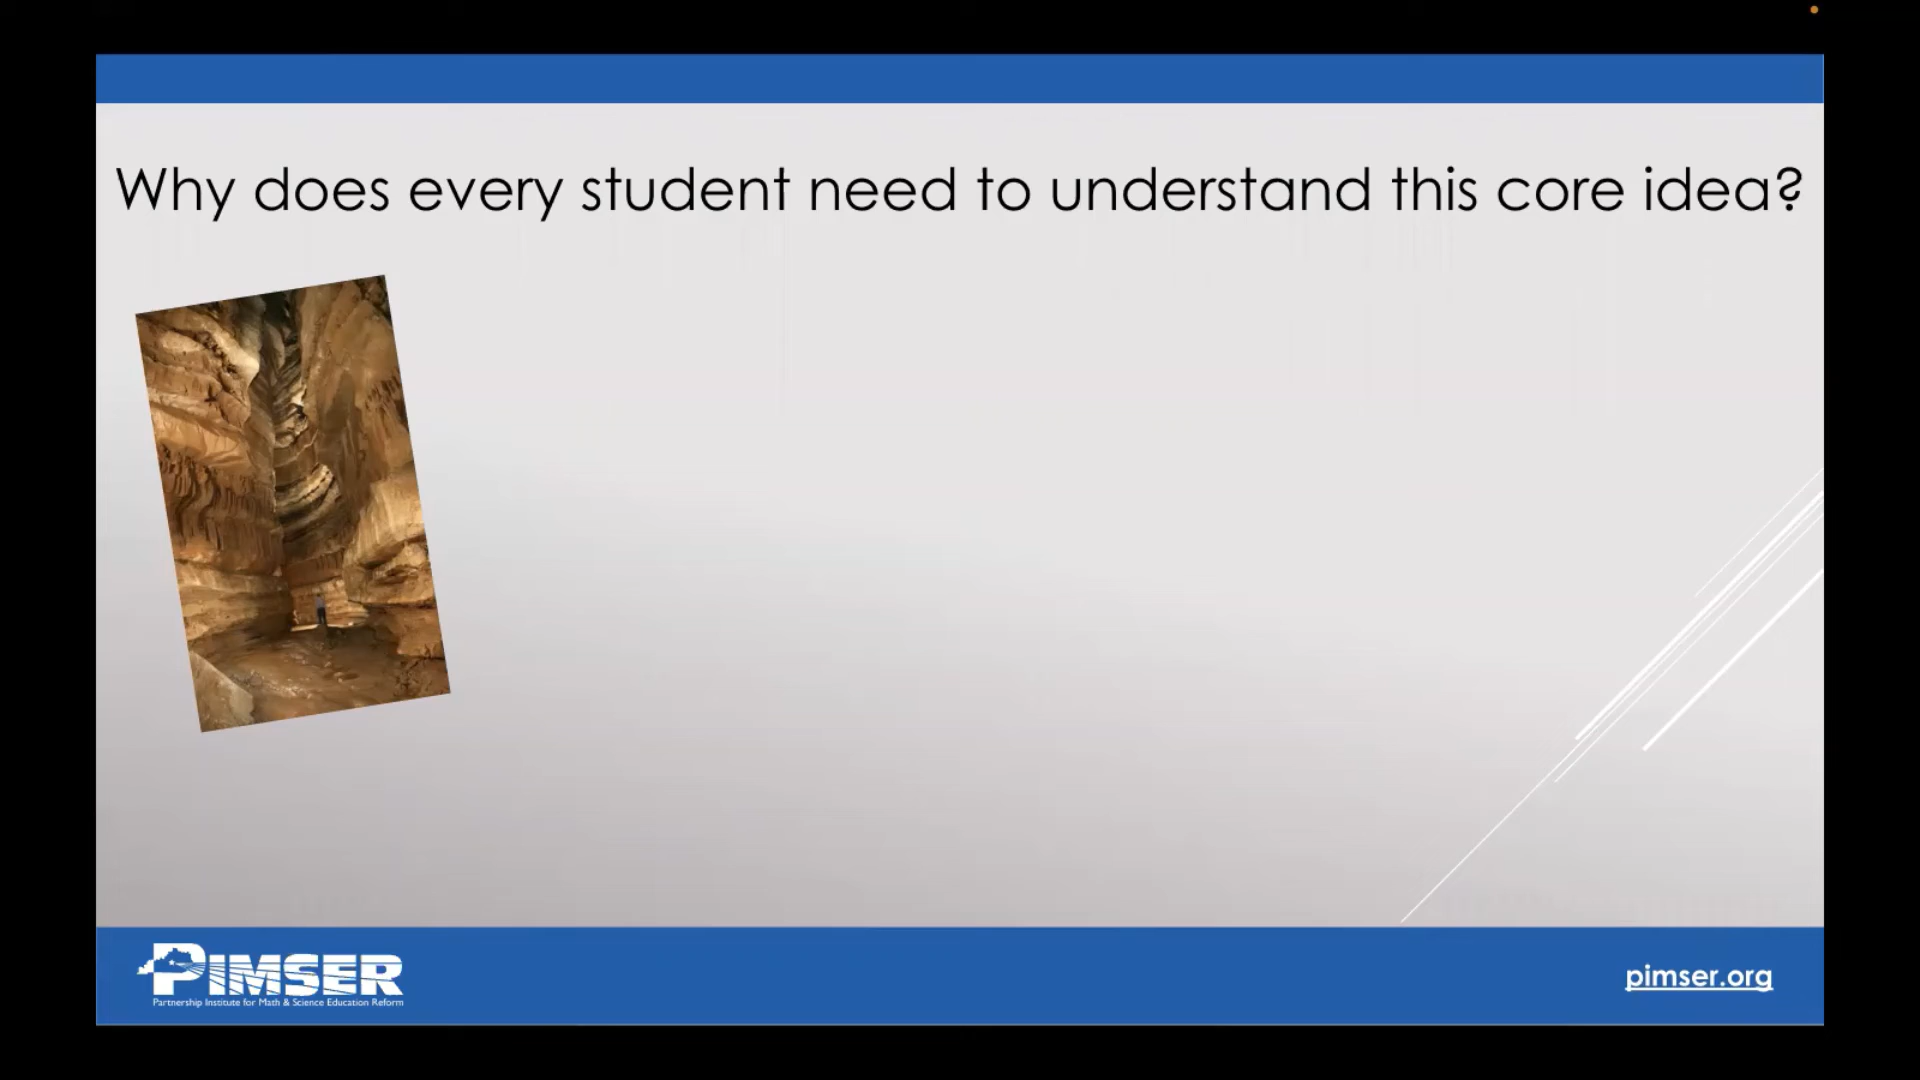 Why does every student need to understand this core idea?
PIMSER
Partnership Institute for Math & Science Education Reform
pimser.org